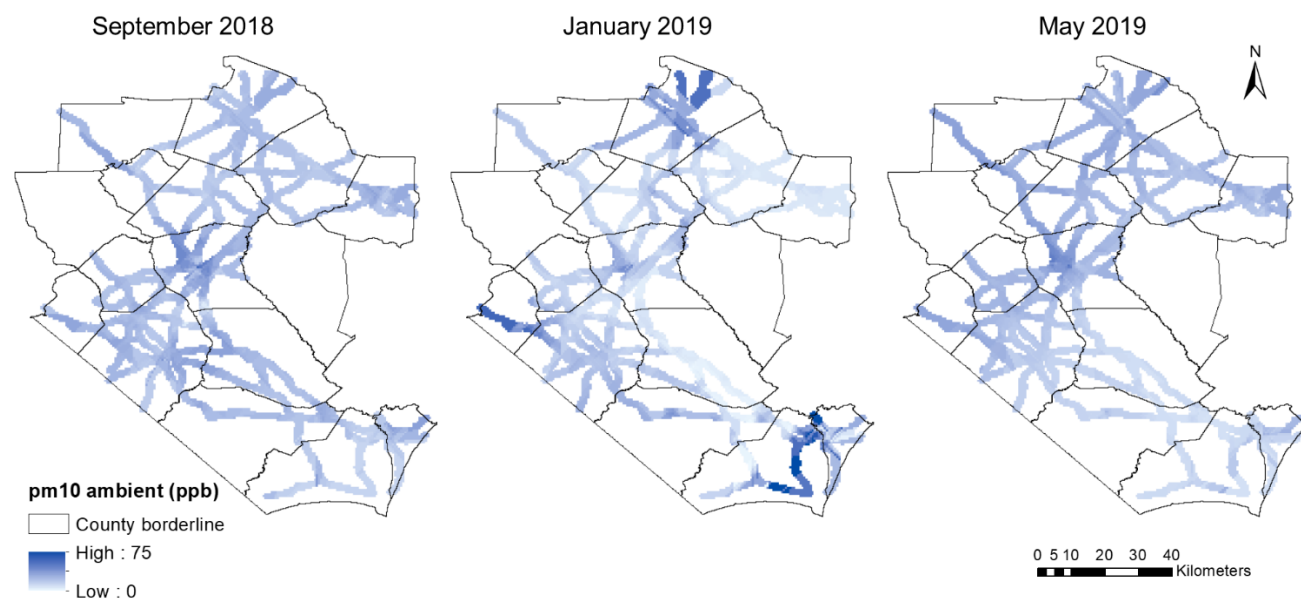 September 2018
January 2019
May 2019
N
pm10 ambient (ppb)
County borderline
High : 75
Low : 0
0 5 10 20 30 40
Kilometers